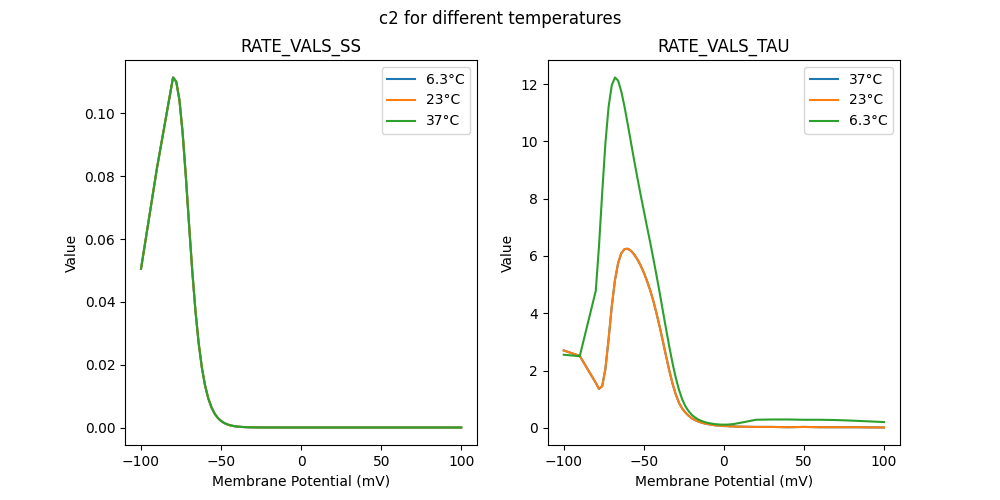 c2 for different temperatures
RATE_VALS_SS
RATE_VALS_TAU
6.3°C
23°C
37°C
37°C
23°C
6.3°C
Value
0.10
0.08
0.06
0.04
0.02
0.00
−100
−50
0
50
100
Membrane Potential (mV)
Value
12
10
8
6
4
2
0
−100
−50
0
50
100
Membrane Potential (mV)